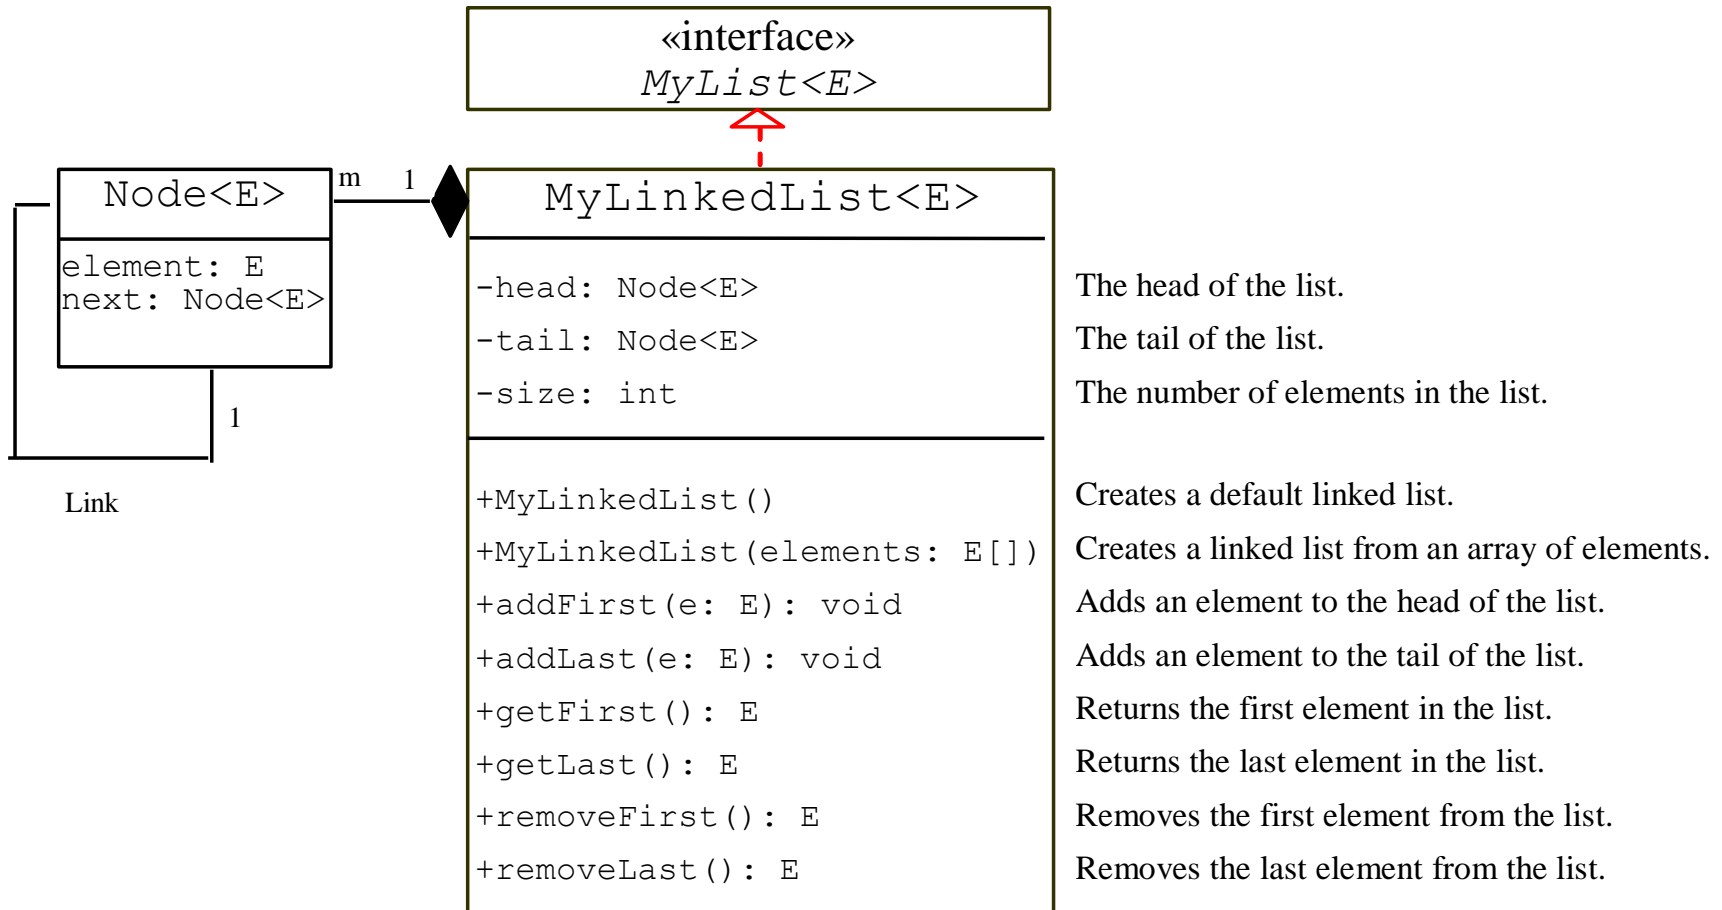 «interface»
MyList<E>
Node<E>
m
1
MyLinkedList<E>
element: E
next: Node<E>
1
Link
-head: Node<E>
The head of the list.
-tail: Node<E>
The tail of the list.
-size: int
The number of elements in the list.
+MyLinkedList()
Creates a default linked list.
+MyLinkedList(elements: E[])
Creates a linked list from an array of elements.
+addFirst(e: E): void
Adds an element to the head of the list.
+addLast(e: E): void
Adds an element to the tail of the list.
+getFirst(): E
Returns the first element in the list.
+getLast(): E
Returns the last element in the list.
+removeFirst(): E
Removes the first element from the list.
+removeLast(): E
Removes the last element from the list.